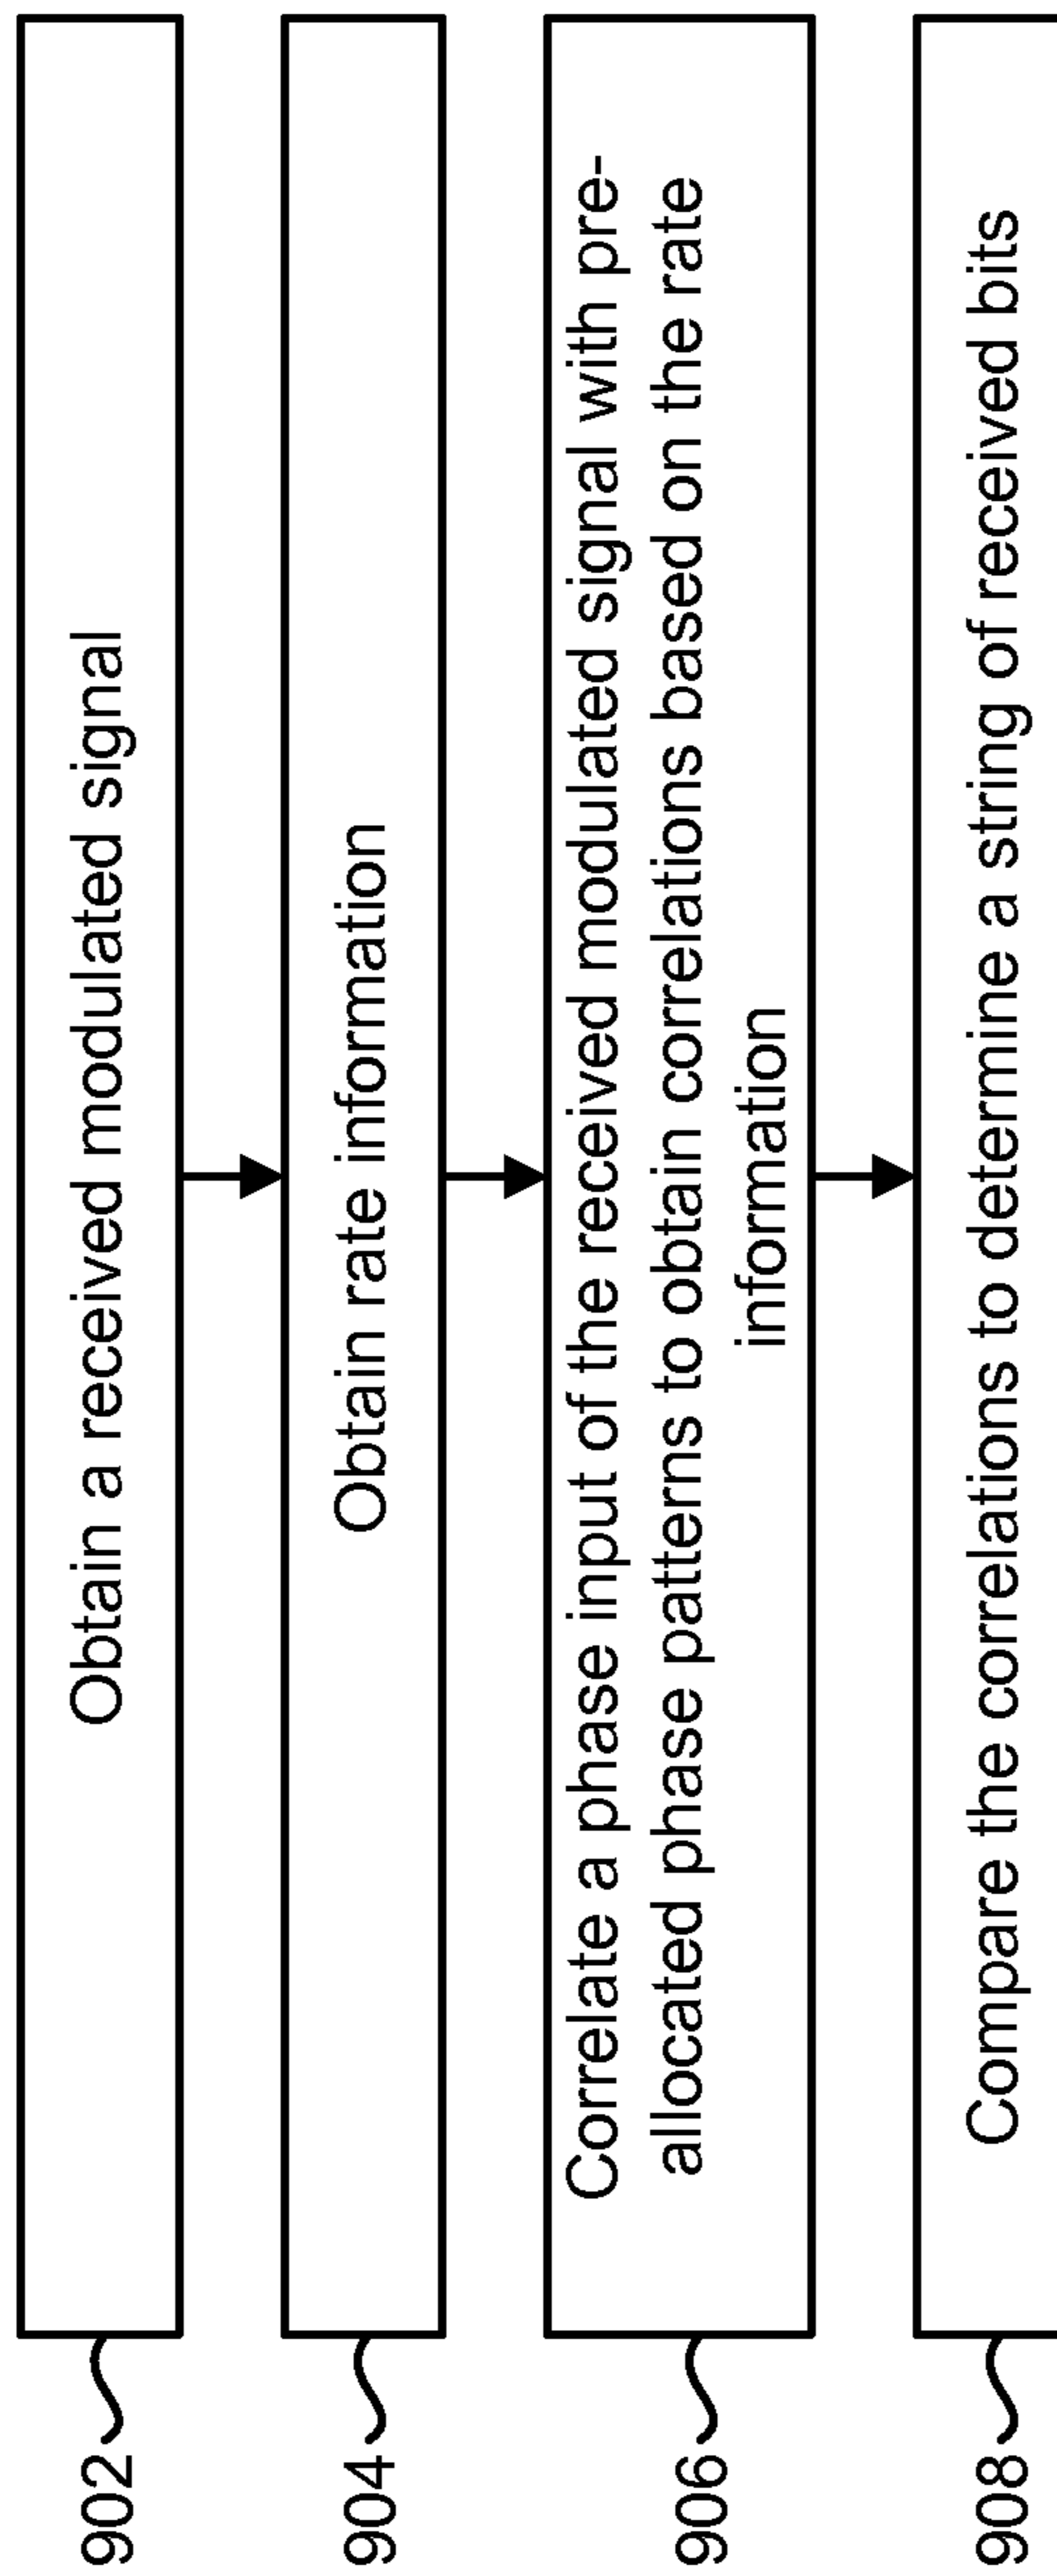 902
Obtain a received modulated signal
904
Obtain rate information
906
Correlate a phase input of the received modulated signal with pre-
allocated phase patterns to obtain correlations based on the rate
information
908
Compare the correlations to determine a string of received bits